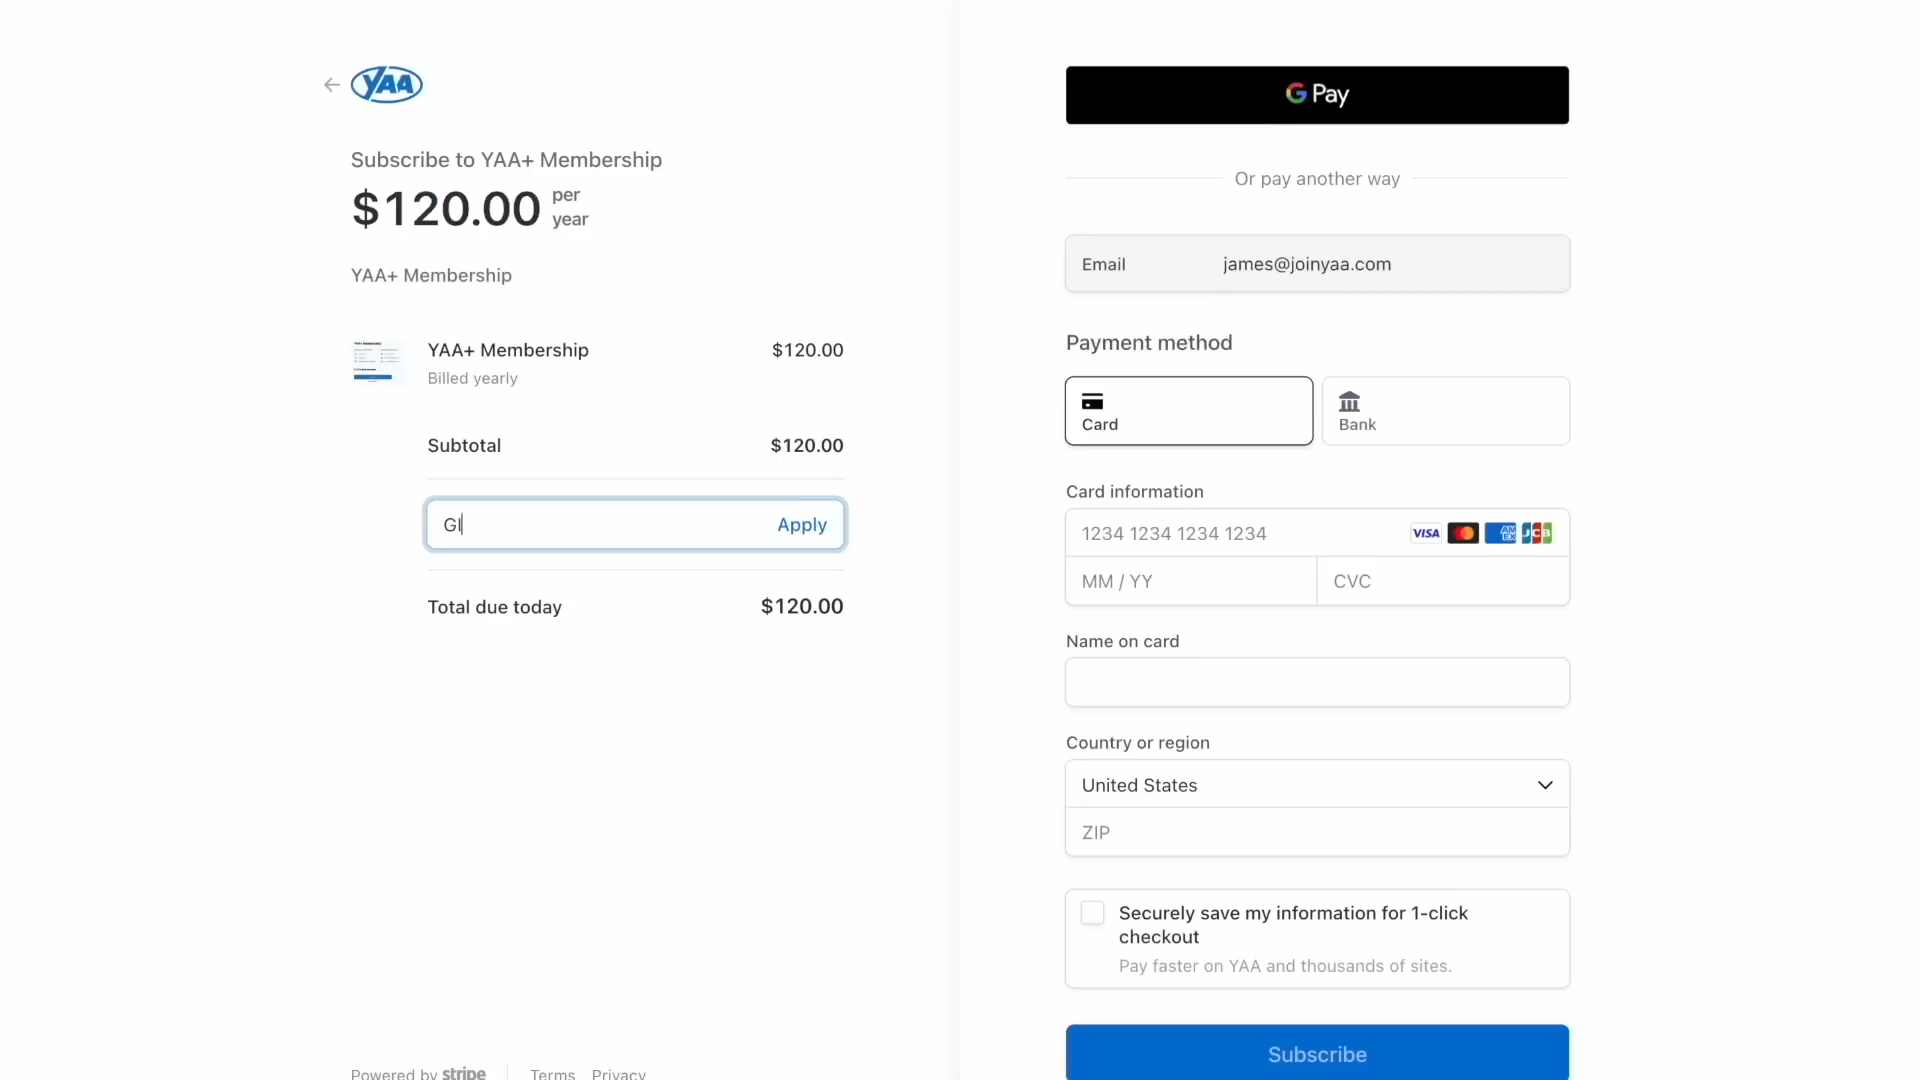 YAA
Subscribe to YAA+ Membership
$120.00 per year
YAA+ Membership
YAA+ Membership $120.00
Billed yearly
Subtotal $120.00
GI Apply
Total due today $120.00
Powered by stripe Terms Privacy
G Pay
Or pay another way
Email james@joinyaa.com
Payment method
Card Bank
Card information
1234 1234 1234 1234 VISA AMEX JCB
MM / YY CVC
Name on card
Country or region
United States
ZIP
Securely save my information for 1-click
checkout
Pay faster on YAA and thousands of sites.
Subscribe